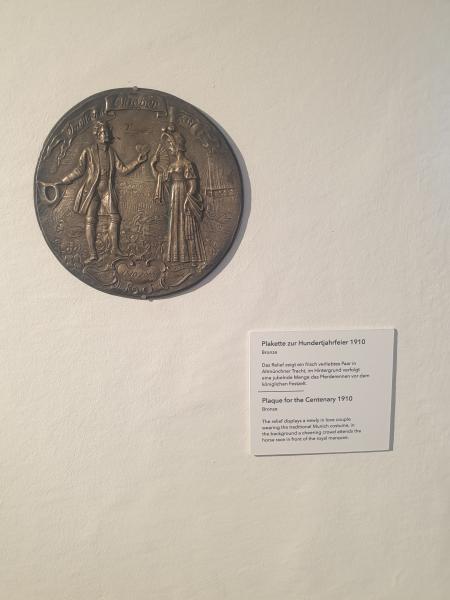 Plakette zur Hundertjahrfeier 1910
Bronze
Das Relief zeigt ein frisch verliebtes Paar in
Altmünchner Tracht, im Hintergrund verfolgt
eine jubelnde Menge das Pferderennen vor dem
königlichen Festzelt.
Plaque for the Centenary 1910
Bronze
The relief displays a newly in love couple
wearing the traditional Munich costume, in
the background a cheering crowd attends the
horse race in front of the royal marquee.